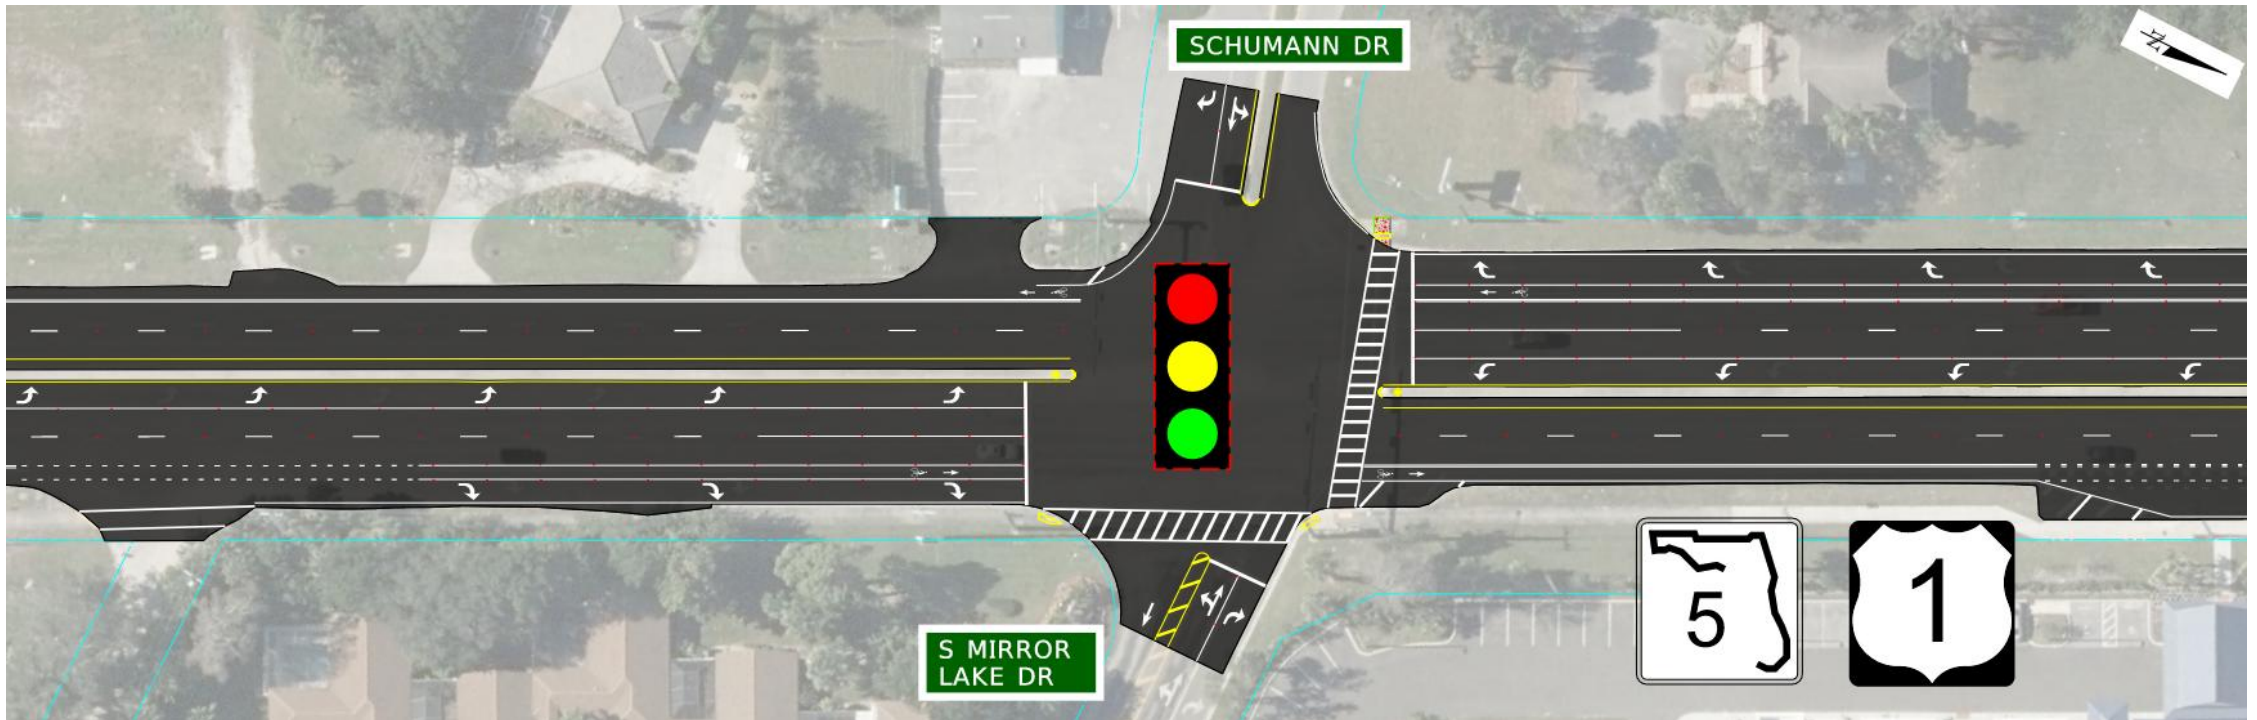 SCHUMANN DR
N
S MIRROR
LAKE DR
5
1